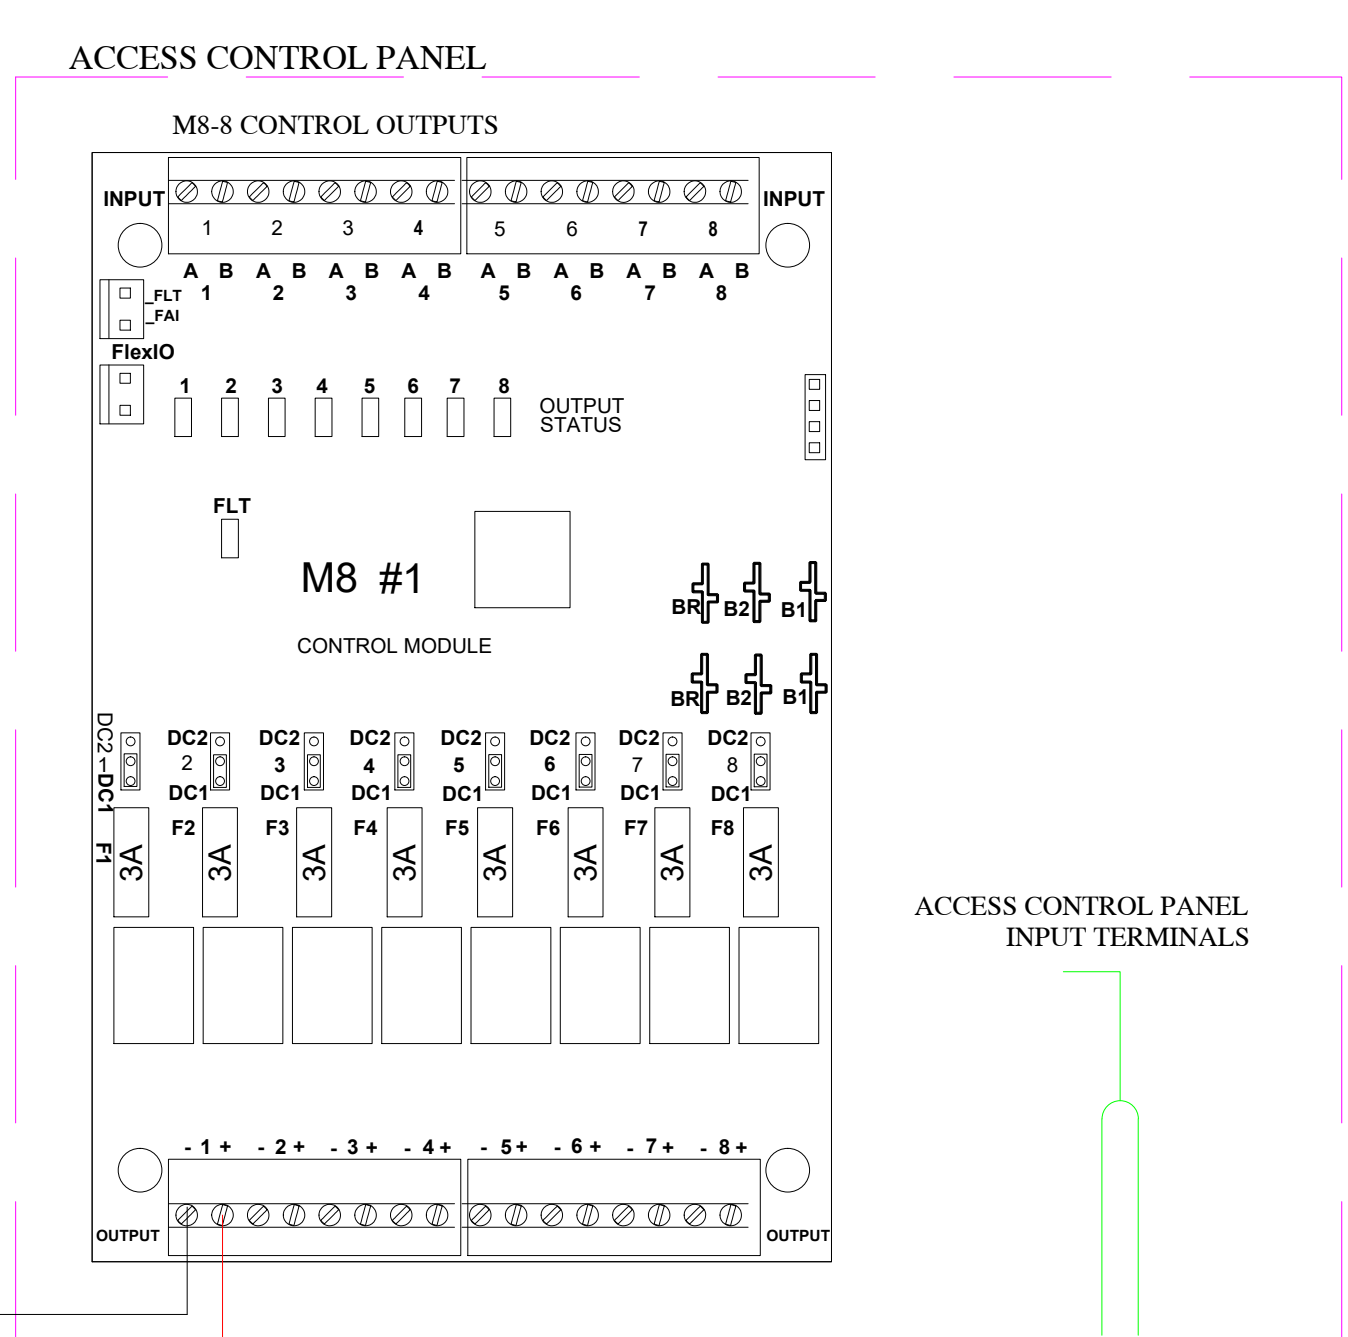 ACCESS CONTROL PANEL
M8-8 CONTROL OUTPUTS
INPUT INPUT
1 2 3 4 5 6 7 8
A B A B A B A B A B A B A B A B
1 2 3 4 5 6 7 8
_FLT
_FAI
FlexIO
1 2 3 4 5 6 7 8
OUTPUT
STATUS
FLT
M8 #1
BR B2 B1
CONTROL MODULE
BR B2 B1
DC2 ←DC1 F1
DC2 DC2 DC2 DC2 DC2 DC2 DC2
2 3 4 5 6 7 8
DC1 DC1 DC1 DC1 DC1 DC1 DC1
F2 F3 F4 F5 F6 F7 F8
3A 3A 3A 3A 3A 3A 3A 3A
ACCESS CONTROL PANEL
INPUT TERMINALS
- 1 + - 2 + - 3 + - 4 + - 5 + - 6 + - 7 + - 8 +
OUTPUT OUTPUT